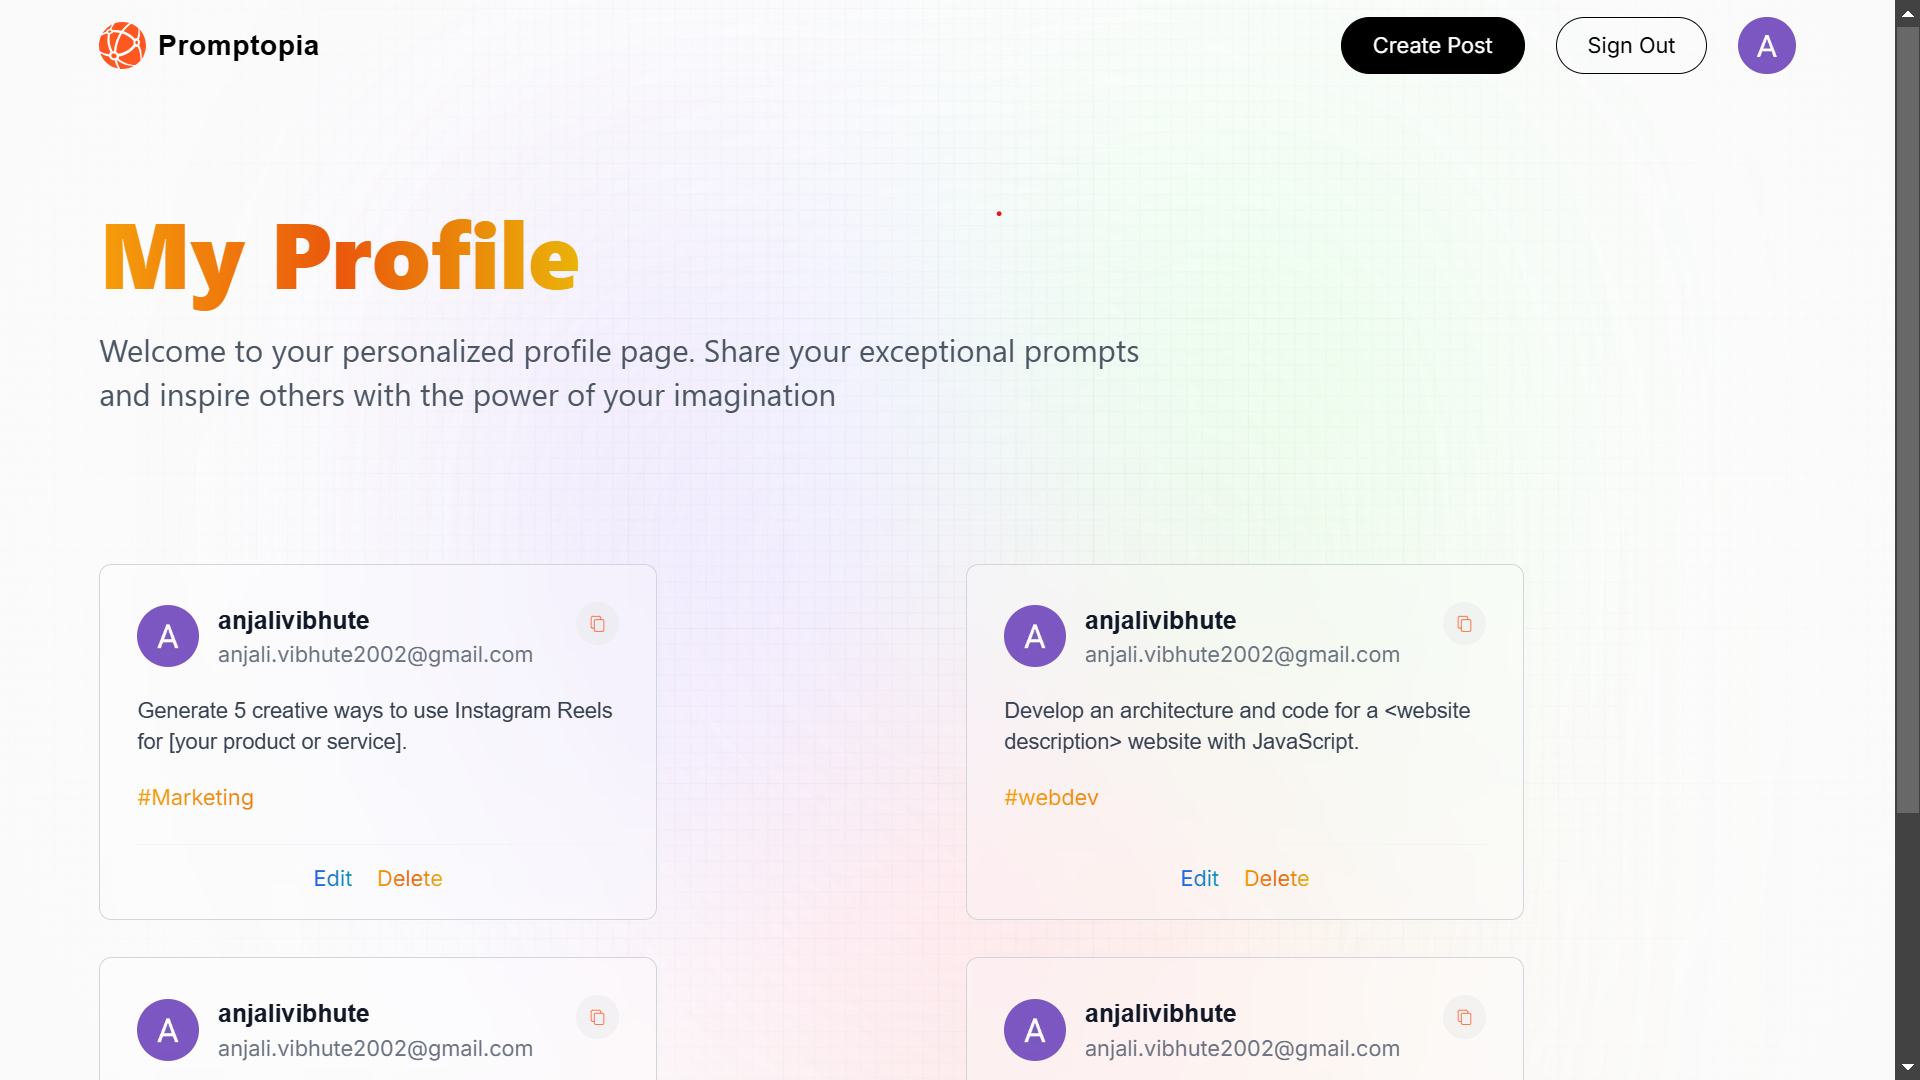 Promptopia
Create Post
Sign Out
A
My Profile
Welcome to your personalized profile page. Share your exceptional prompts
and inspire others with the power of your imagination
A
anjalivibhute
anjali.vibhute2002@gmail.com
Generate 5 creative ways to use Instagram Reels
for [your product or service].
#Marketing
Edit Delete
A
anjalivibhute
anjali.vibhute2002@gmail.com
Develop an architecture and code for a <website
description> website with JavaScript.
#webdev
Edit Delete
A
anjalivibhute
anjali.vibhute2002@gmail.com
A
anjalivibhute
anjali.vibhute2002@gmail.com